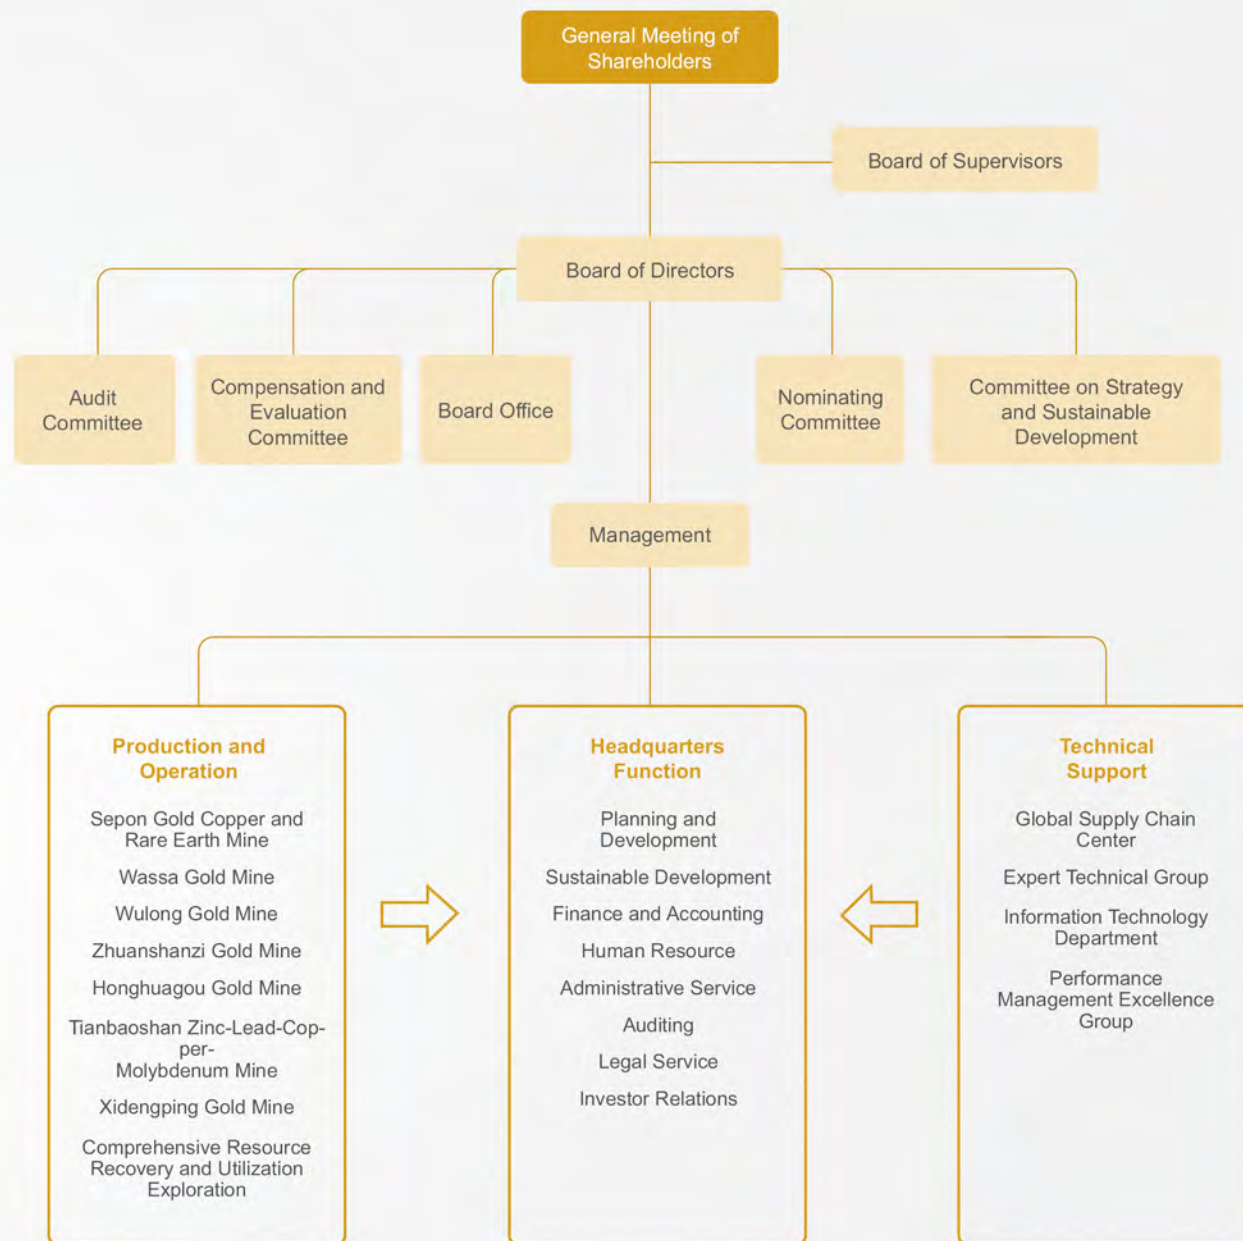 General Meeting of
Shareholders
Board of Supervisors
Board of Directors
Audit
Committee
Compensation and
Evaluation
Committee
Board Office
Nominating
Committee
Committee on Strategy
and Sustainable
Development
Management
Production and
Operation
Sepon Gold Copper and
Rare Earth Mine
Wassa Gold Mine
Wulong Gold Mine
Zhuanshanzi Gold Mine
Honghuagou Gold Mine
Tianbaoshan Zinc-Lead-Cop-
per-
Molybdenum Mine
Xidengping Gold Mine
Comprehensive Resource
Recovery and Utilization
Exploration
Headquarters
Function
Planning and
Development
Sustainable Development
Finance and Accounting
Human Resource
Administrative Service
Auditing
Legal Service
Investor Relations
Technical
Support
Global Supply Chain
Center
Expert Technical Group
Information Technology
Department
Performance
Management Excellence
Group